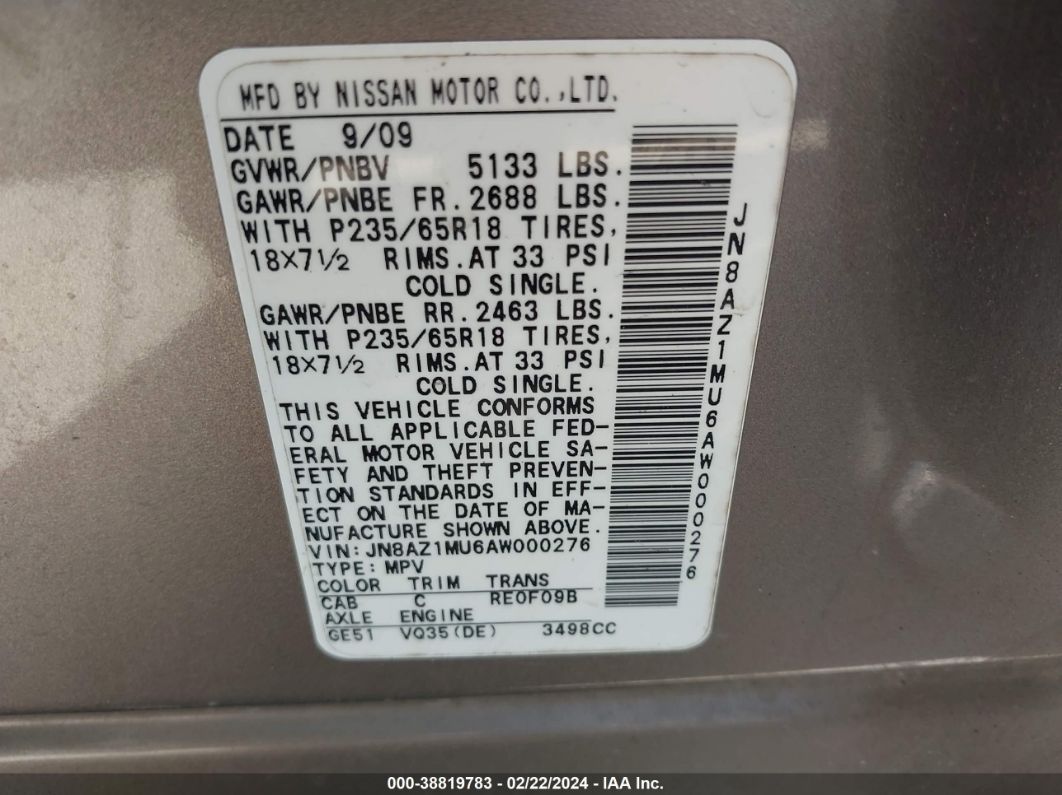 MFD BY NISSAN MOTOR CO.,LTD.
DATE 9/09
GVWR/PNBV 5133 LBS.
GAWR/PNBE FR.2688 LBS.
WITH P235/65R18 TIRES,
18X7½ RIMS.AT 33 PSI
COLD SINGLE.
GAWR/PNBE RR.2463 LBS.
WITH P235/65R18 TIRES,
18X7½ RIMS.AT 33 PSI
COLD SINGLE.
THIS VEHICLE CONFORMS
TO ALL APPLICABLE FED-
ERAL MOTOR VEHICLE SA-
FETY AND THEFT PREVEN-
TION STANDARDS IN EFF-
ECT ON THE DATE OF MA-
NUFACTURE SHOWN ABOVE.
VIN:JN8AZ1MU6AW000276
TYPE:MPV
COLOR TRIM TRANS
CAB C RE0F09B
AXLE ENGINE
GE51 VQ35(DE) 3498CC
JN8AZ1MU6AW000276
000-38819783 - 02/22/2024 - IAA Inc.